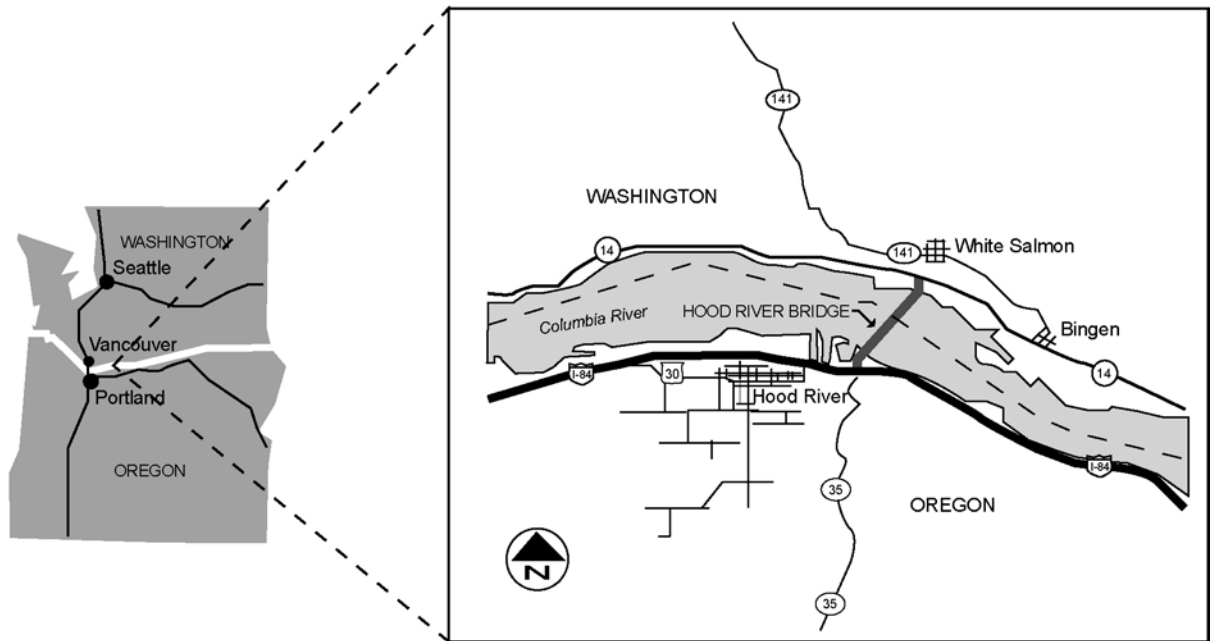 WASHINGTON
Seattle
Vancouver
Portland
OREGON
141
WASHINGTON
14
141
White Salmon
Columbia River
HOOD RIVER BRIDGE
Bingen
I-84
30
14
Hood River
I-84
35
OREGON
N
35